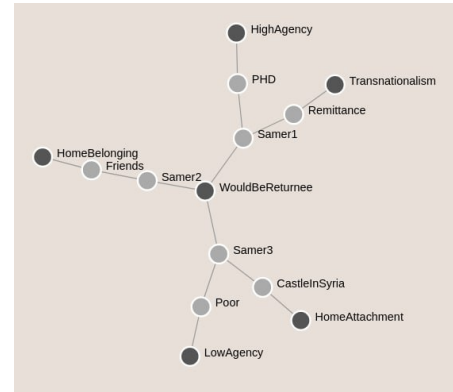 HighAgency
PHD
Transnationalism
Remittance
Samer1
HomeBelonging
Friends
Samer2
WouldBeReturnee
Samer3
CastleInSyria
Poor
HomeAttachment
LowAgency